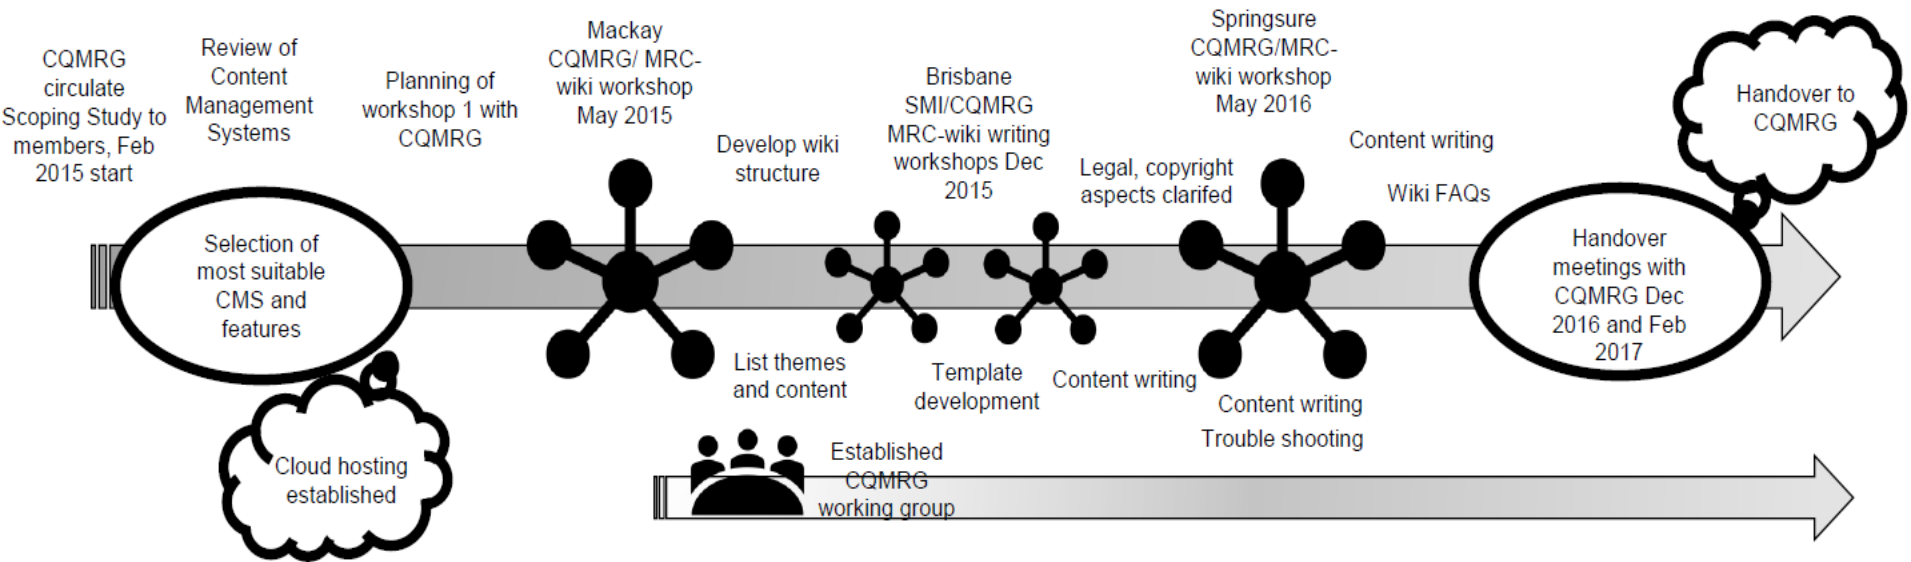 CQMRG
circulate
Scoping Study to
members, Feb
2015 start
Review of
Content
Management
Systems
Planning of
workshop 1 with
CQMRG
Mackay
CQMRG/ MRC-
wiki workshop
May 2015
Develop wiki
structure
Brisbane
SMI/CQMRG
MRC-wiki writing
workshops Dec
2015
Legal, copyright
aspects clarifed
Springsure
CQMRG/MRC-
wiki workshop
May 2016
Content writing
Wiki FAQs
Handover to
CQMRG
Selection of
most suitable
CMS and
features
Handover
meetings with
CQMRG Dec
2016 and Feb
2017
Cloud hosting
established
List themes
and content
Template
development
Content writing
Content writing
Trouble shooting
Established
CQMRG
working group